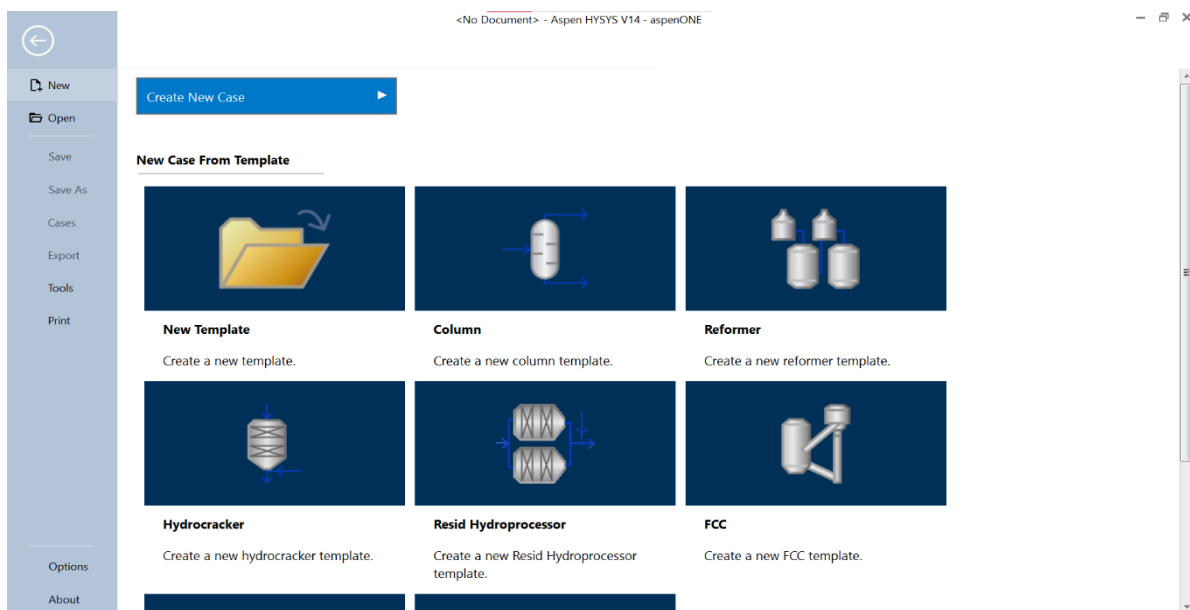 <No Document> - Aspen HYSYS V14 - aspenONE
New
Open
Save
Save As
Cases
Export
Tools
Print
Options
About
Create New Case
New Case From Template
New Template
Create a new template.
Column
Create a new column template.
Reformer
Create a new reformer template.
Hydrocracker
Create a new hydrocracker template.
Resid Hydroprocessor
Create a new Resid Hydroprocessor
template.
FCC
Create a new FCC template.